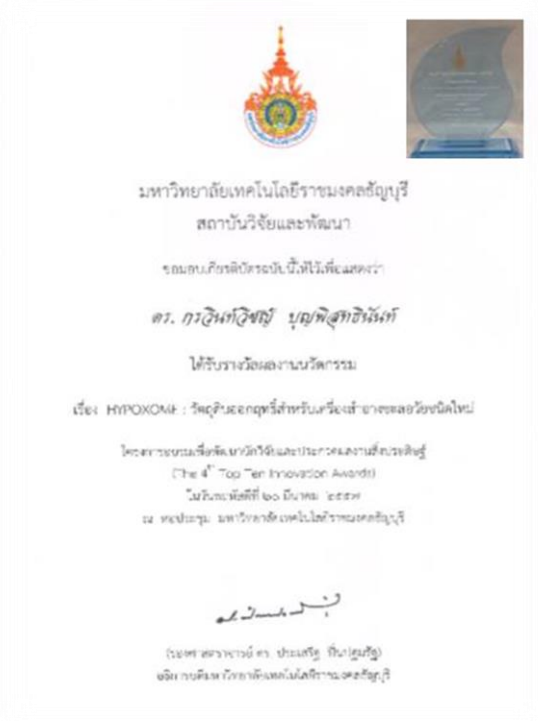 มหาวิทยาลัยเทคโนโลยีราชมงคลธัญบุรี
สถาบันวิจัยและพัฒนา
ขอมอบเกียรติบัตรฉบับนี้ให้ไว้เพื่อแสดงว่า
ดร. กรวินท์วิชญ์ บุญพิสุทธินันท์
ได้รับรางวัลผลงานนวัตกรรม
เรื่อง HYPOXOME : วัตถุดิบออกฤทธิ์สำหรับเครื่องสำอางชะลอวัยชนิดใหม่
โครงการอบรมเพื่อพัฒนานักวิจัยและประกวดผลงานสิ่งประดิษฐ์
(The 4th Top Ten Innovation Awards)
ในวันพฤหัสดีที่ ๒๐ มีนาคม ๒๕๕๗
ณ หอประชุม มหาวิทยาลัยเทคโนโลยีราชมงคลธัญบุรี
(รองศาสตราจารย์ ดร. ประเสริฐ ปิ่นปฐมรัฐ)
อธิการบดีมหาวิทยาลัยเทคโนโลยีราชมงคลธัญบุรี